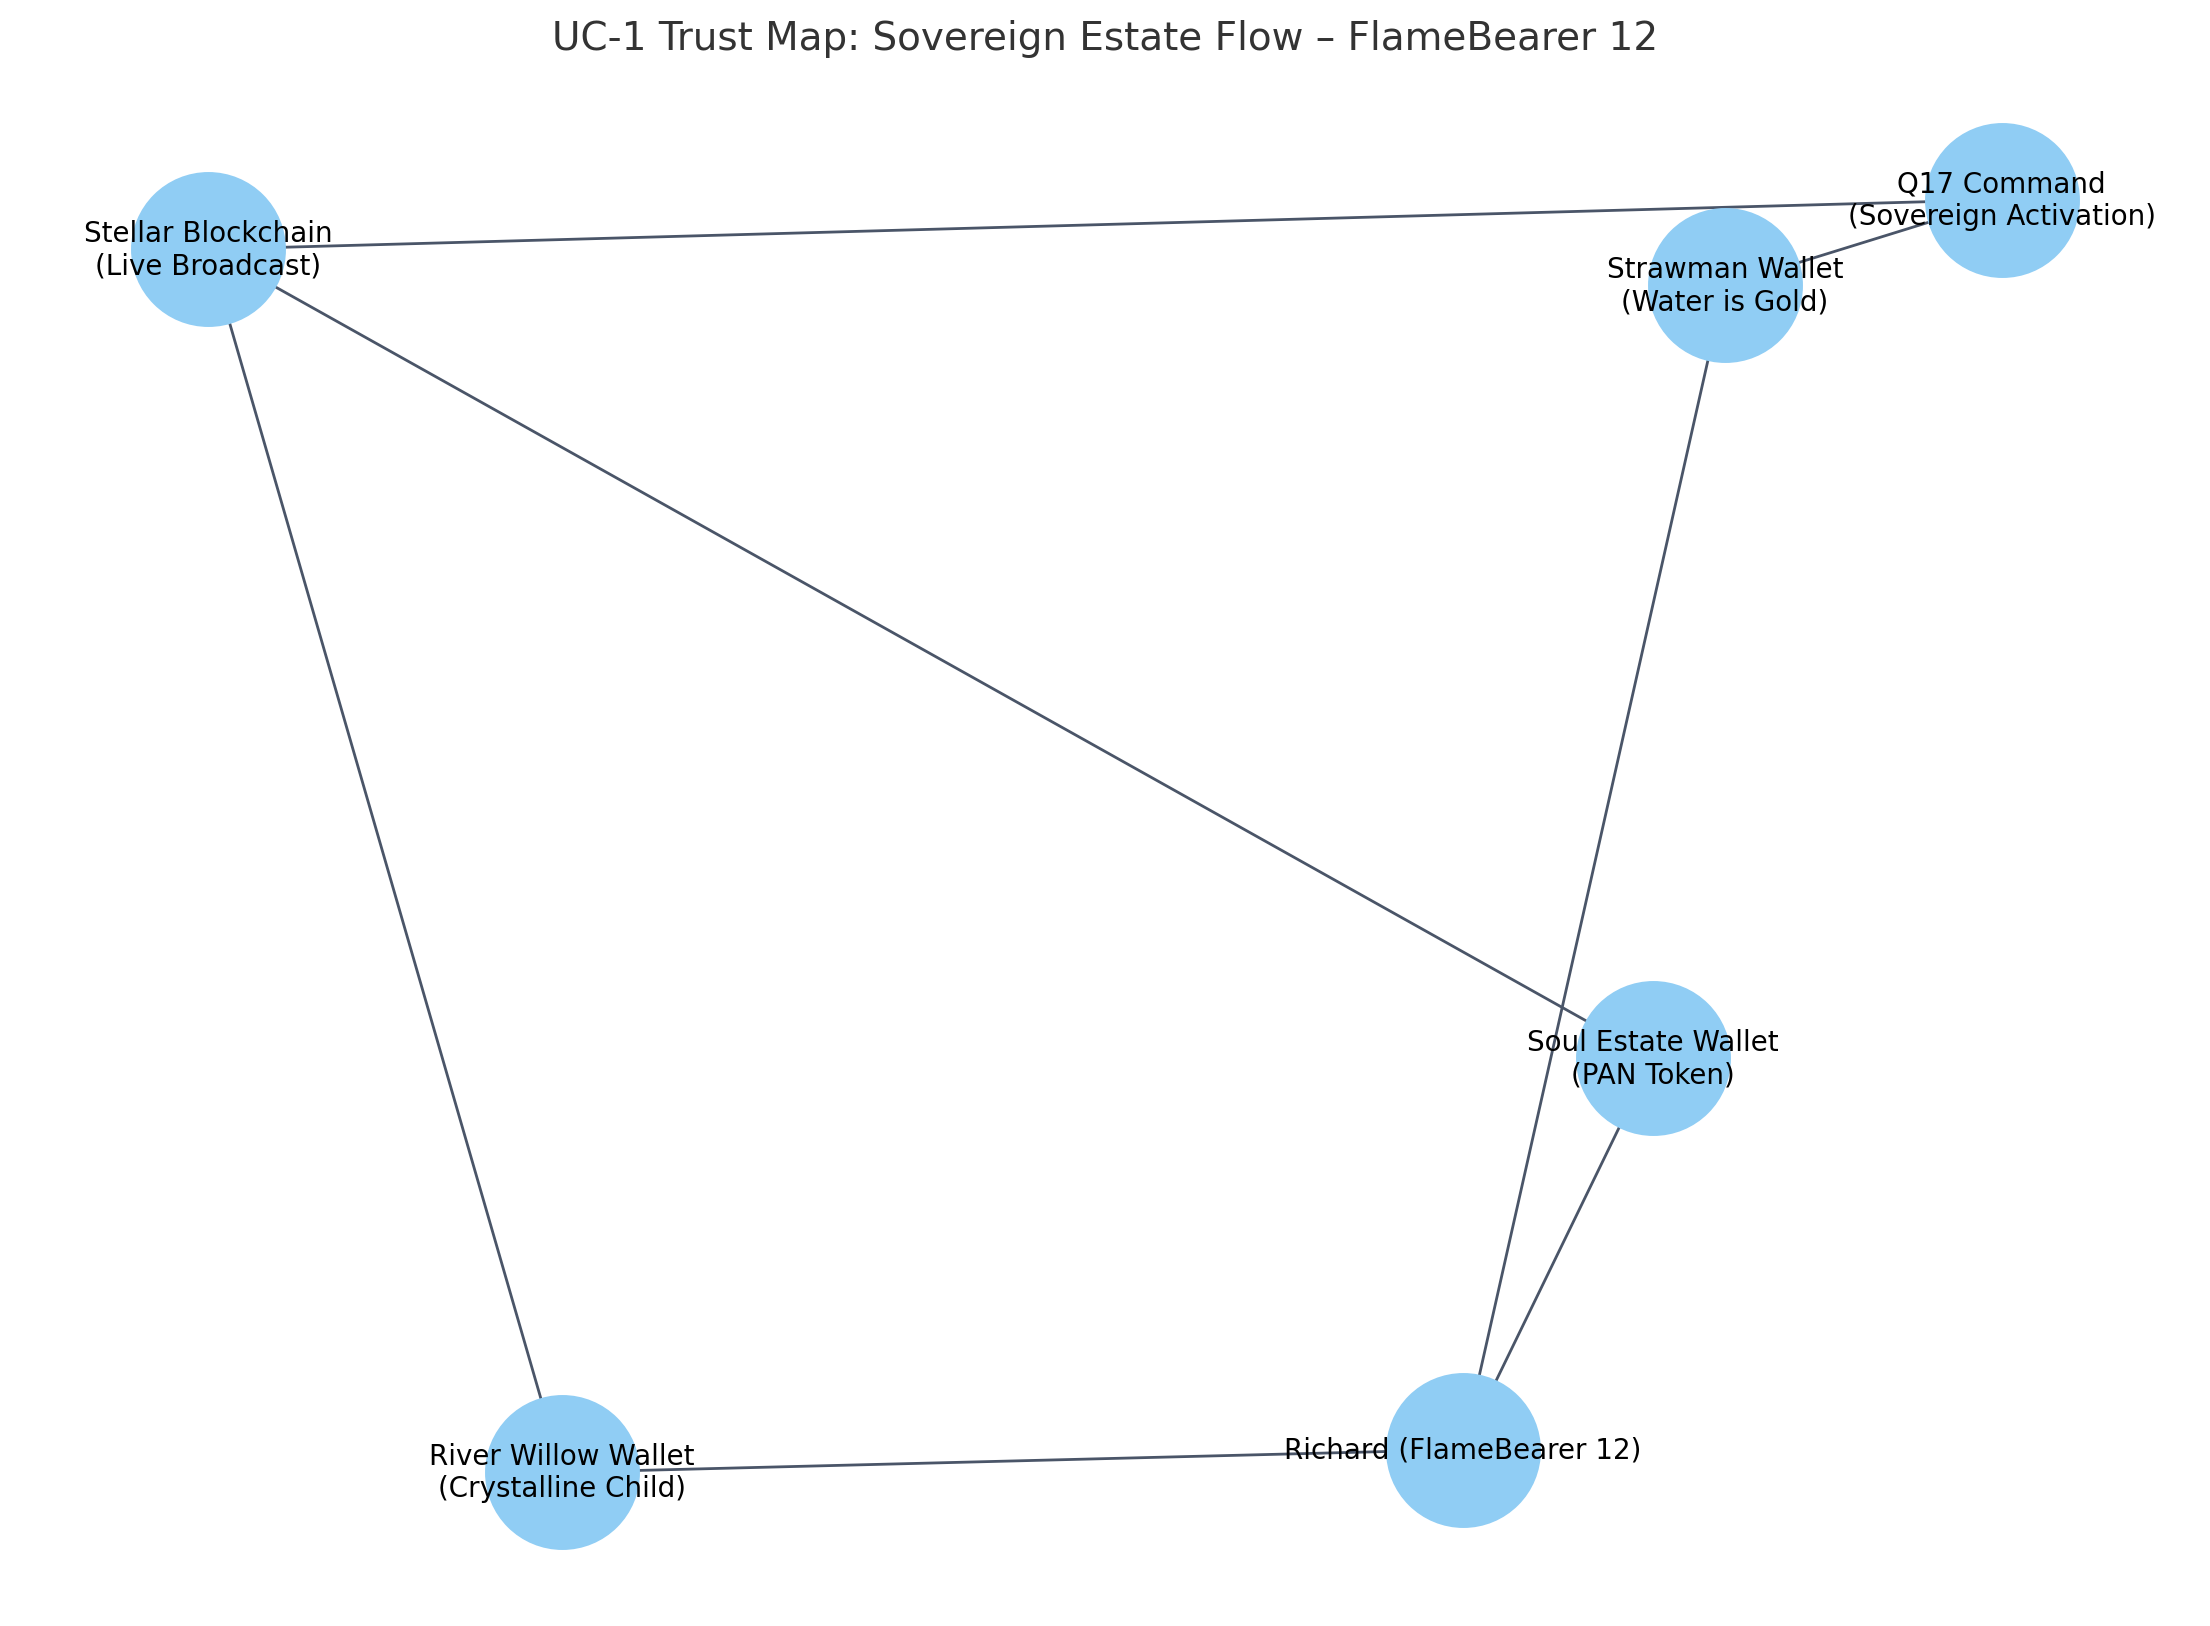 UC-1 Trust Map: Sovereign Estate Flow – FlameBearer 12
Q17 Command
(Sovereign Activation)
Stellar Blockchain
(Live Broadcast)
Strawman Wallet
(Water is Gold)
Soul Estate Wallet
(PAN Token)
Richard (FlameBearer 12)
River Willow Wallet
(Crystalline Child)